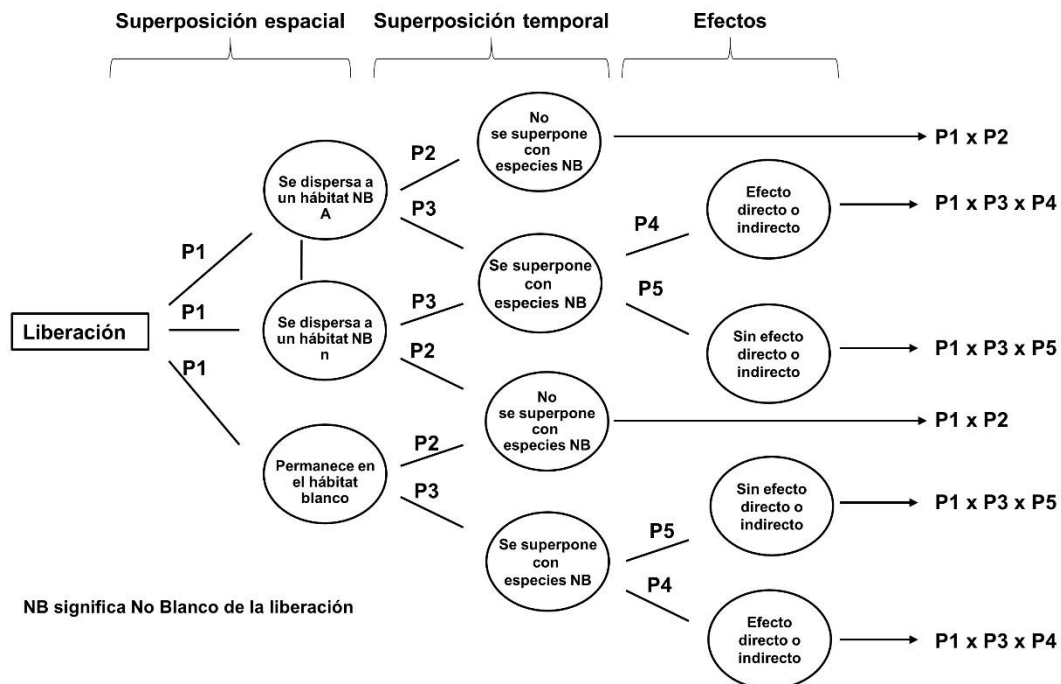 Superposición espacial
Superposición temporal
Efectos
No
se superpone
con
especies NB
P1 x P2
P2
Se dispersa a
un hábitat NB
A
P3
Efecto
directo o
indirecto
P1 x P3 x P4
P4
P1
Se superpone
con
especies NB
P5
P3
Liberación
P1
Se dispersa a
un hábitat NB
n
Sin efecto
directo o
indirecto
P1 x P3 x P5
P2
P1
No
se superpone
con
especies NB
P1 x P2
P2
Permanece en
el hábitat
blanco
P3
Sin efecto
directo o
indirecto
P1 x P3 x P5
P5
Se superpone
con
especies NB
P4
NB significa No Blanco de la liberación
Efecto
directo o
indirecto
P1 x P3 x P4